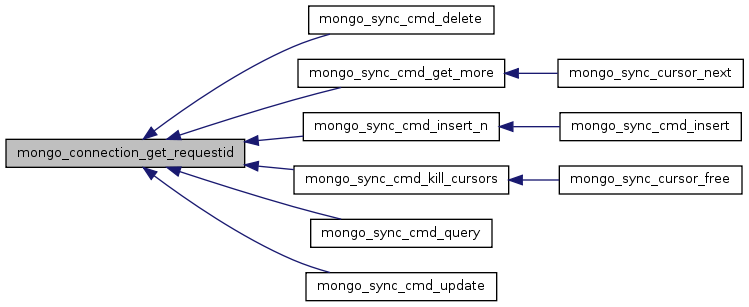 mongo_sync_cmd_delete
mongo_sync_cmd_get_more
mongo_sync_cursor_next
mongo_sync_cmd_insert_n
mongo_sync_cmd_insert
mongo_connection_get_requestid
mongo_sync_cmd_kill_cursors
mongo_sync_cursor_free
mongo_sync_cmd_query
mongo_sync_cmd_update